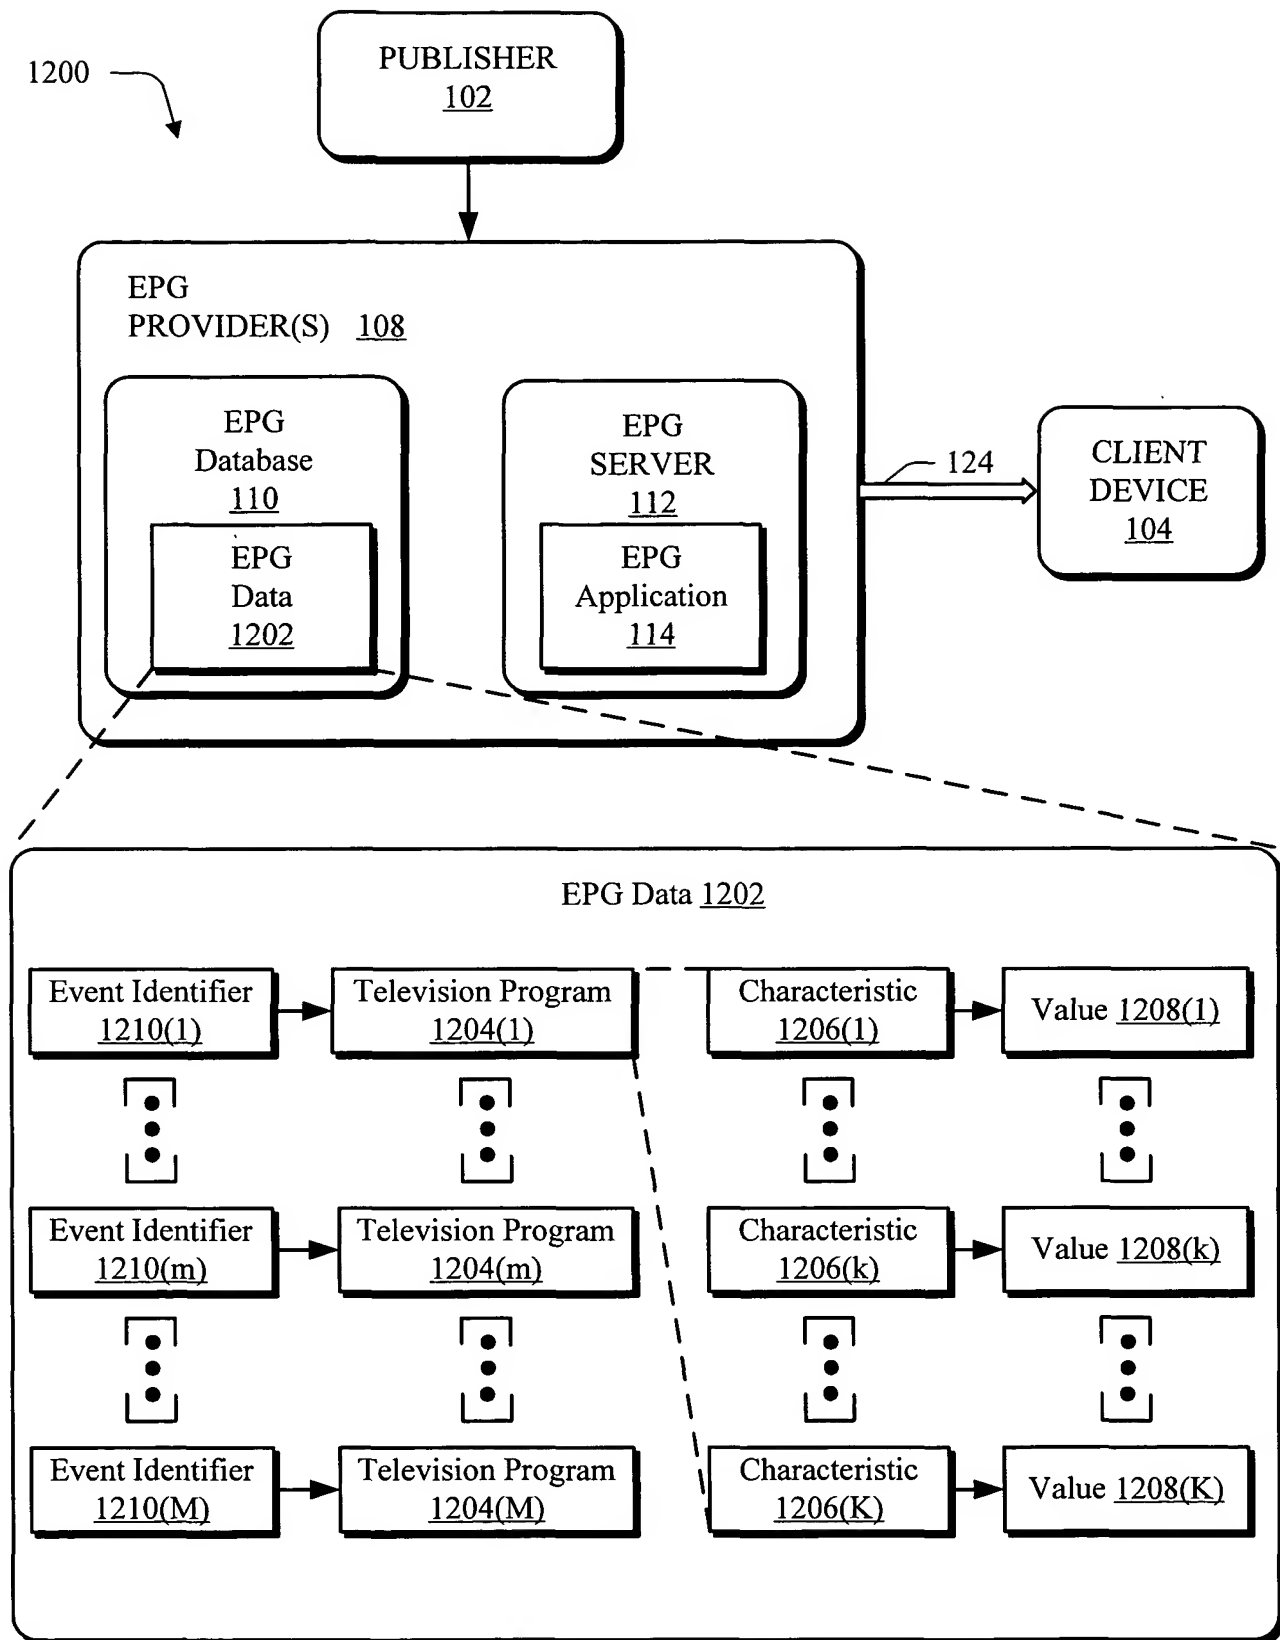 1200
PUBLISHER
102
EPG
PROVIDER(S) 108
EPG
Database
110
EPG
Data
1202
EPG
SERVER
112
EPG
Application
114
124
CLIENT
DEVICE
104
EPG Data 1202
Event Identifier
1210(1)
Television Program
1204(1)
Characteristic
1206(1)
Value 1208(1)
Event Identifier
1210(m)
Television Program
1204(m)
Characteristic
1206(k)
Value 1208(k)
Event Identifier
1210(M)
Television Program
1204(M)
Characteristic
1206(K)
Value 1208(K)